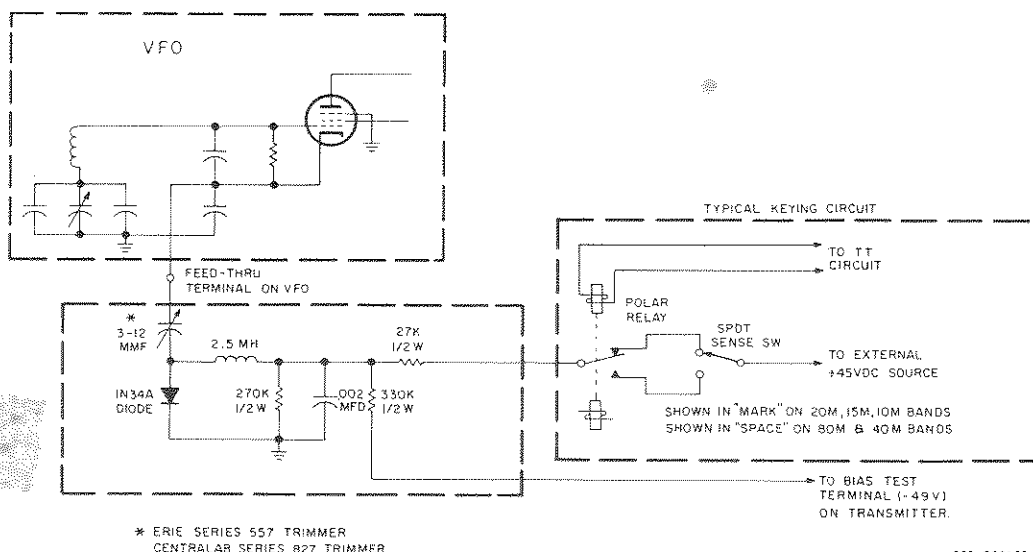 VFO
FEED-THRU
TERMINAL ON VFO
*
3-12
MMF
2.5 MH
27K
1/2 W
1N34A
DIODE
270K
1/2 W
.002
MFD
330K
1/2 W
TYPICAL KEYING CIRCUIT
TO TT
CIRCUIT
POLAR
RELAY
SPDT
SENSE SW
TO EXTERNAL
+45VDC SOURCE
SHOWN IN "MARK" ON 20M, 15M, 10M BANDS
SHOWN IN "SPACE" ON 80M & 40M BANDS
TO BIAS TEST
TERMINAL (-49V)
ON TRANSMITTER.
* ERIE SERIES 557 TRIMMER
CENTRALAB SERIES 827 TRIMMER